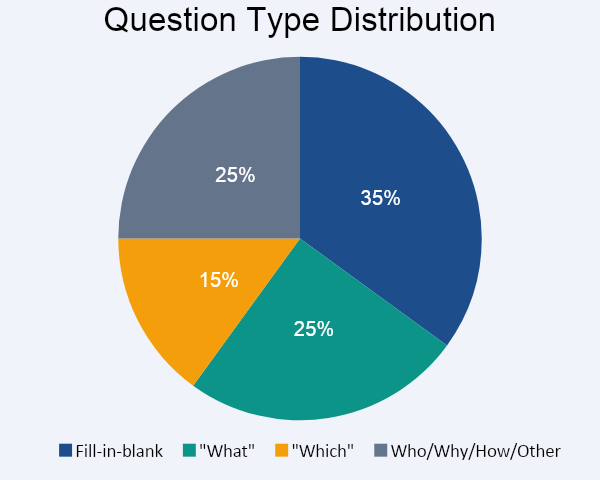 Question Type Distribution
25%
35%
15%
25%
Fill-in-blank "What" "Which" Who/Why/How/Other